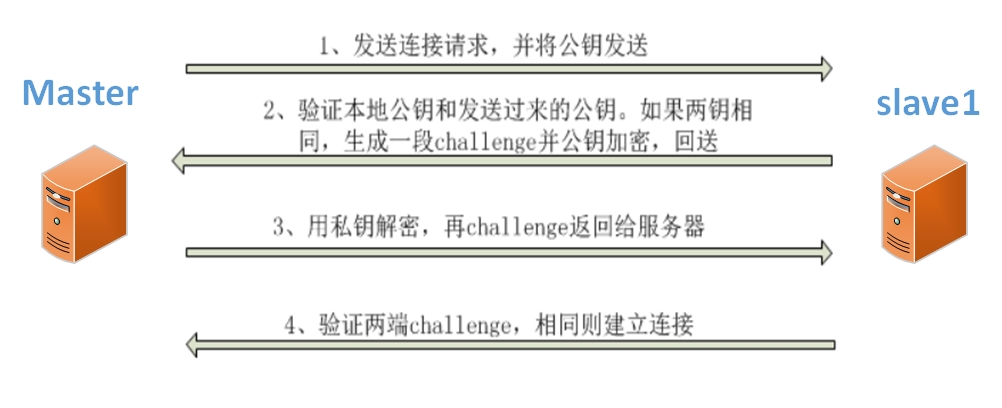 1、发送连接请求，并将公钥发送
Master
2、验证本地公钥和发送过来的公钥。如果两钥相
同，生成一段challenge并公钥加密，回送
slave1
3、用私钥解密，再challenge返回给服务器
4、验证两端challenge，相同则建立连接